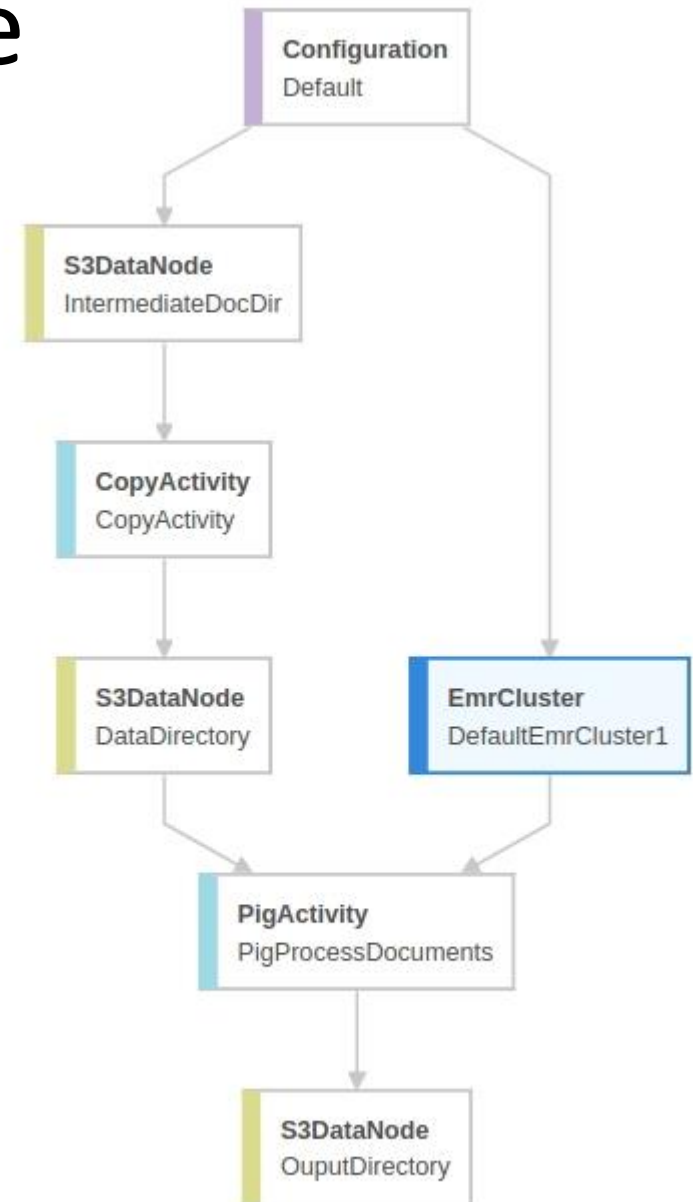 e
Configuration
Default
S3DataNode
IntermediateDocDir
CopyActivity
CopyActivity
S3DataNode
DataDirectory
EmrCluster
DefaultEmrCluster1
PigActivity
PigProcessDocuments
S3DataNode
OuputDirectory